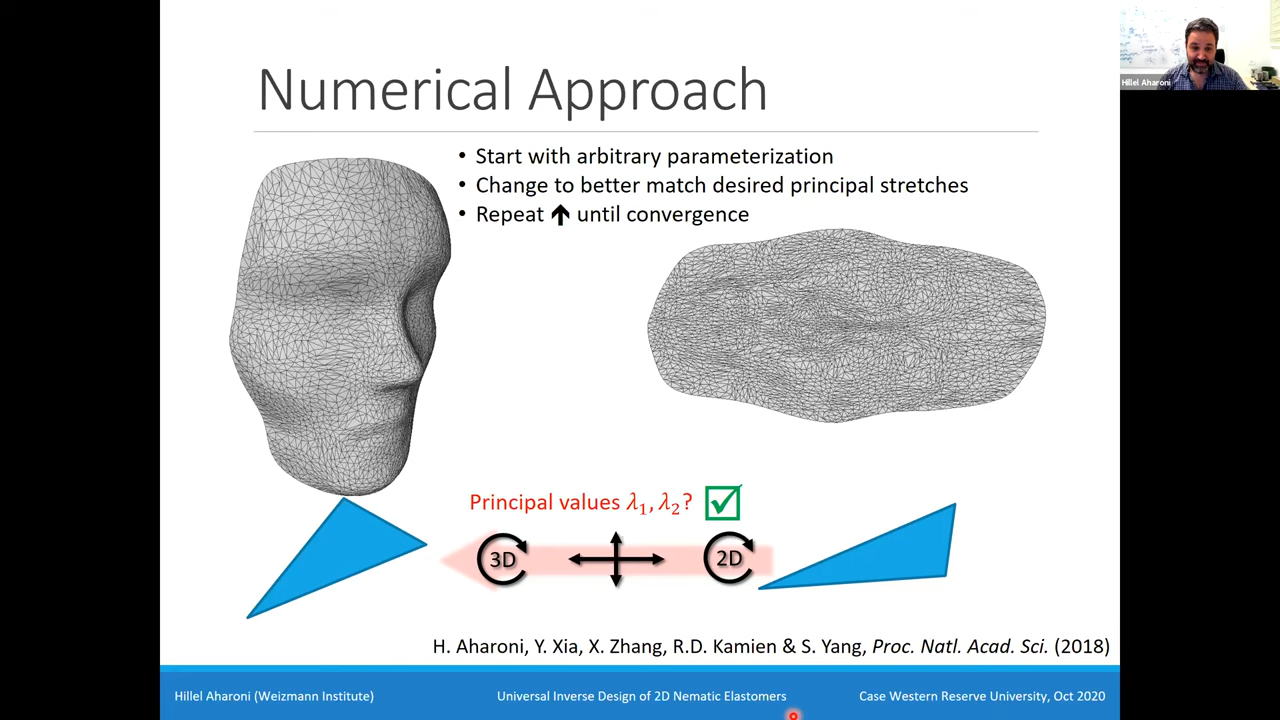 Numerical Approach
• Start with arbitrary parameterization
• Change to better match desired principal stretches
• Repeat 🡹 until convergence
Principal values λ₁, λ₂?
3D
2D
H. Aharoni, Y. Xia, X. Zhang, R.D. Kamien & S. Yang, Proc. Natl. Acad. Sci. (2018)
Hillel Aharoni (Weizmann Institute)
Universal Inverse Design of 2D Nematic Elastomers
Case Western Reserve University, Oct 2020
Hillel Aharoni